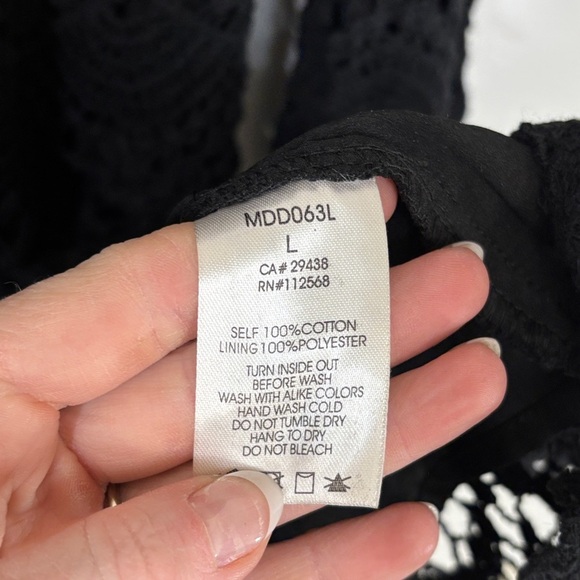 MDD063L
L
CA# 29438
RN#112568
SELF 100%COTTON
LINING 100%POLYESTER
TURN INSIDE OUT
BEFORE WASH
WASH WITH ALIKE COLORS
HAND WASH COLD
DO NOT TUMBLE DRY
HANG TO DRY
DO NOT BLEACH